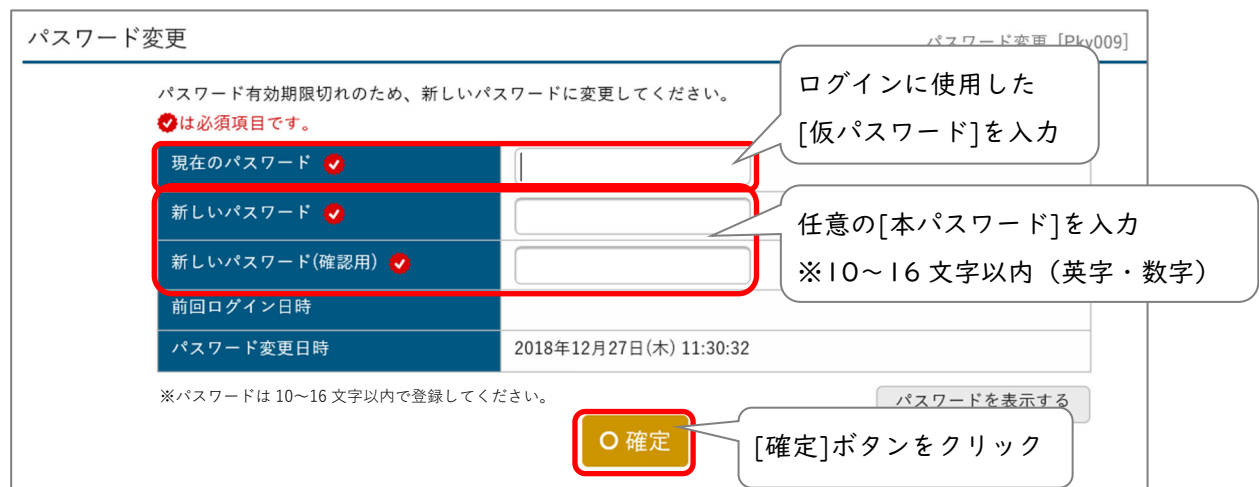 パスワード変更
パスワード変更 [Pky009]
パスワード有効期限切れのため、新しいパスワードに変更してください。
は必須項目です。
ログインに使用した
[仮パスワード]を入力
現在のパスワード
新しいパスワード
任意の[本パスワード]を入力
新しいパスワード(確認用)
※10～16文字以内（英字・数字）
前回ログイン日時
パスワード変更日時 2018年12月27日(木) 11:30:32
※パスワードは 10～16 文字以内で登録してください。
パスワードを表示する
確定
[確定]ボタンをクリック